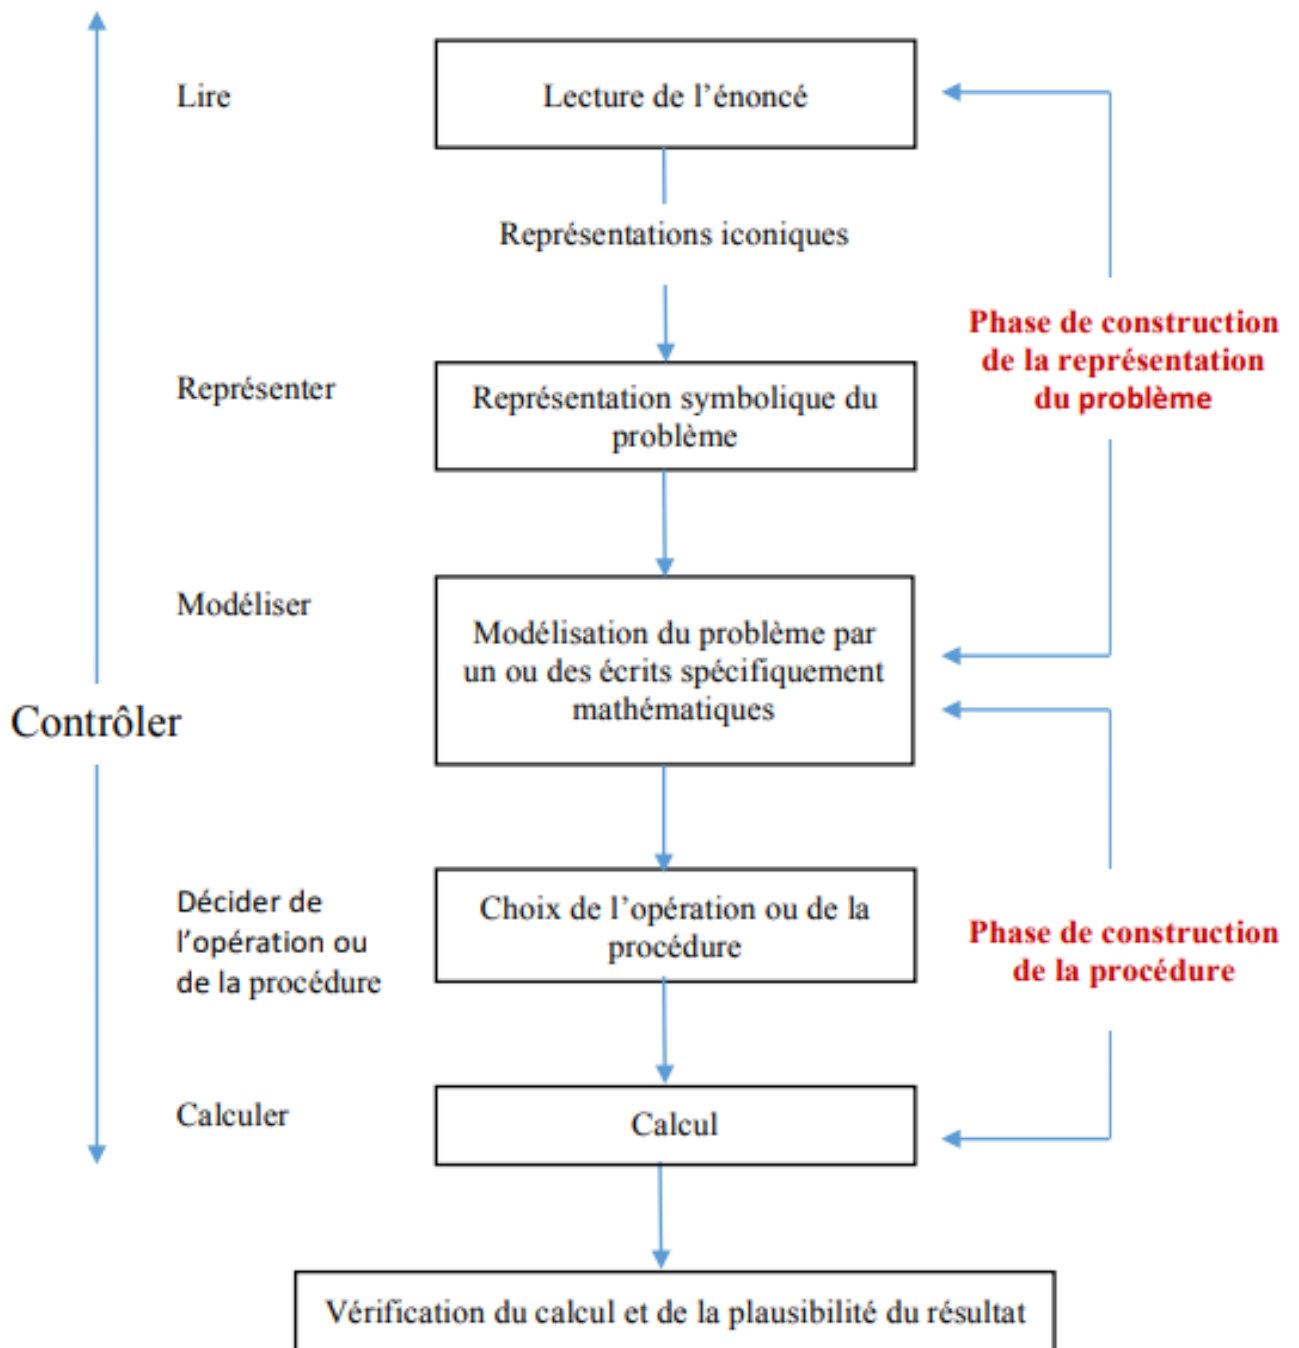 Lire
Lecture de l’énoncé
Représentations iconiques
Phase de construction
de la représentation
du problème
Représenter
Représentation symbolique du
problème
Modéliser
Modélisation du problème par
un ou des écrits spécifiquement
mathématiques
Contrôler
Décider de
l’opération ou
de la procédure
Choix de l’opération ou de la
procédure
Phase de construction
de la procédure
Calculer
Calcul
Vérification du calcul et de la plausibilité du résultat